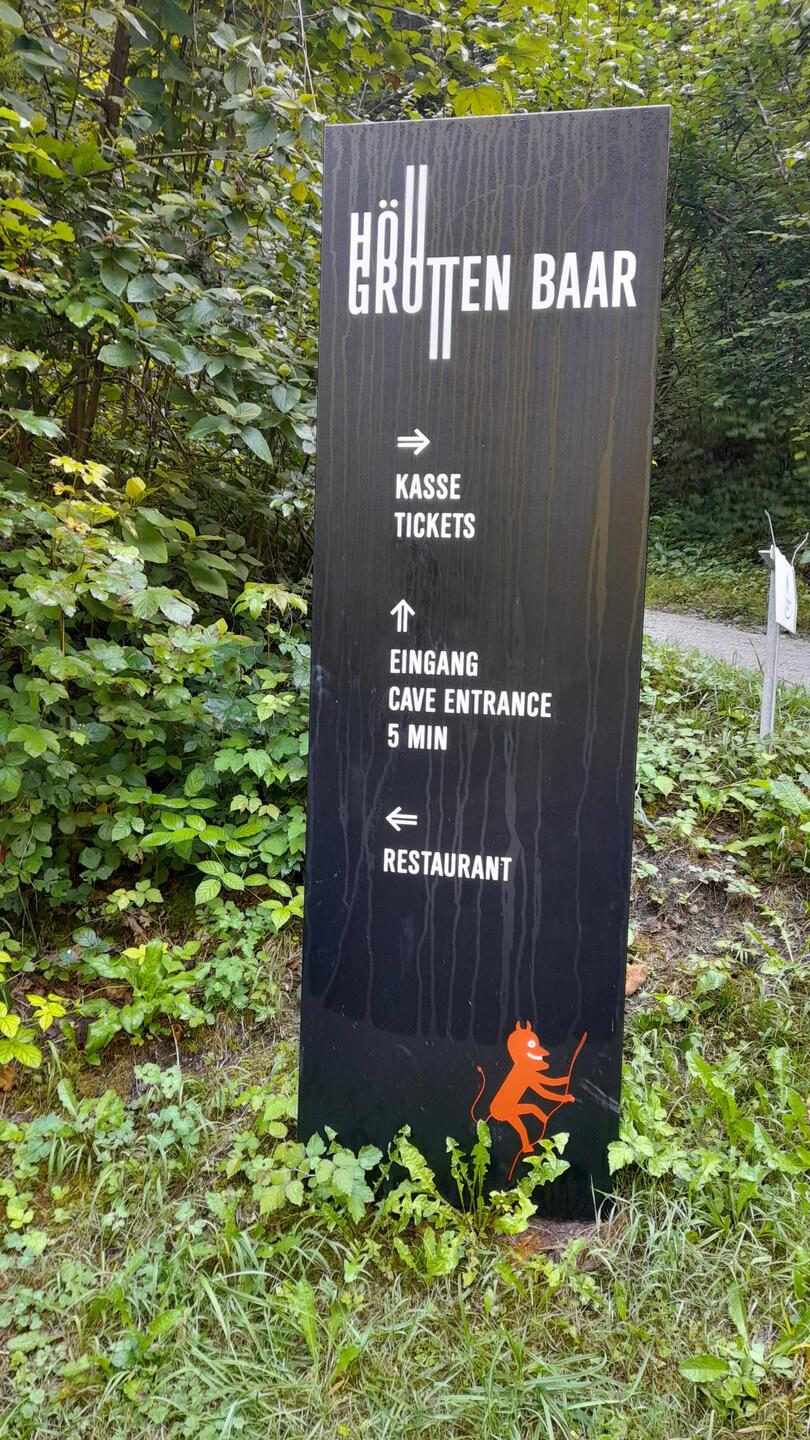 HÖLL
GROTTEN BAAR
⇒
KASSE
TICKETS
⇑
EINGANG
CAVE ENTRANCE
5 MIN
⇐
RESTAURANT